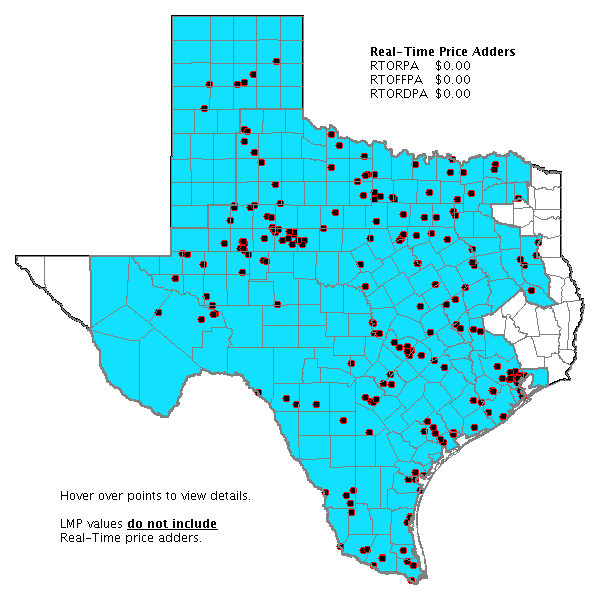 Real-Time Price Adders
RTORPA $0.00
RTOFFPA $0.00
RTORDPA $0.00
Hover over points to view details.
LMP values do not include
Real-Time price adders.